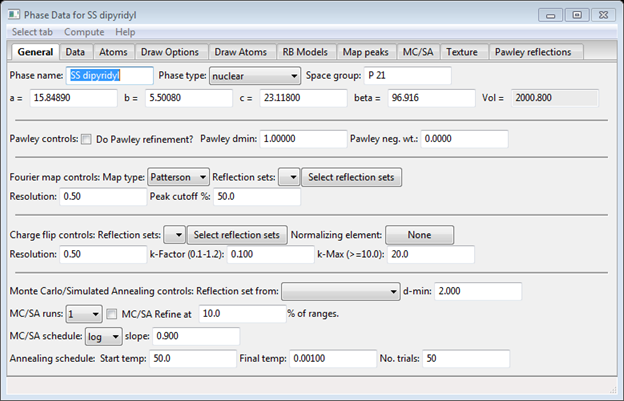 Phase Data for SS dipyridyl
Select tab Compute Help
General Data Atoms Draw Options Draw Atoms RB Models Map peaks MC/SA Texture Pawley reflections
Phase name: SS dipyridyl Phase type: nuclear Space group: P 21
a = 15.84890 b = 5.50080 c = 23.11800 beta = 96.916 Vol = 2000.800
Pawley controls: Do Pawley refinement? Pawley dmin: 1.00000 Pawley neg. wt.: 0.0000
Fourier map controls: Map type: Patterson Reflection sets: Select reflection sets
Resolution: 0.50 Peak cutoff %: 50.0
Charge flip controls: Reflection sets: Select reflection sets Normalizing element: None
Resolution: 0.50 k-Factor (0.1-1.2): 0.100 k-Max (>=10.0): 20.0
Monte Carlo/Simulated Annealing controls: Reflection set from: d-min: 2.000
MC/SA runs: 1 MC/SA Refine at 10.0 % of ranges.
MC/SA schedule: log slope: 0.900
Annealing schedule: Start temp: 50.0 Final temp: 0.00100 No. trials: 50